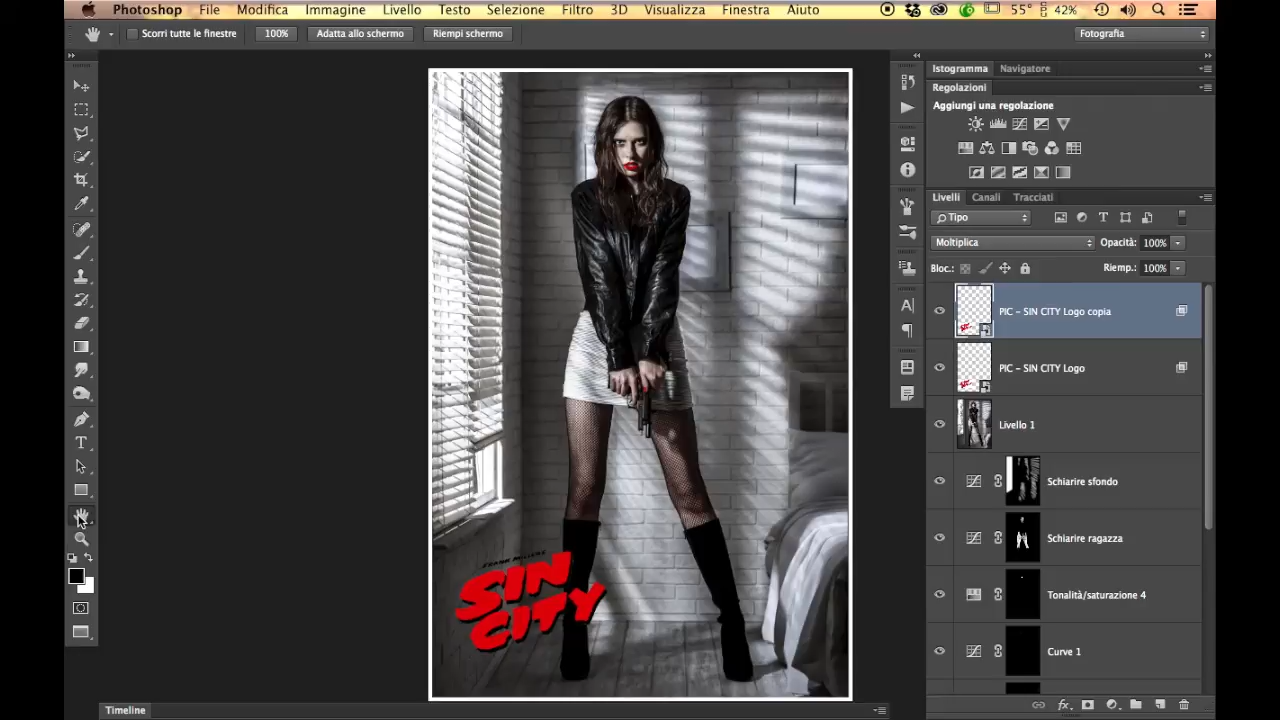 Photoshop File Modifica Immagine Livello Testo Selezione Filtro 3D Visualizza Finestra Aiuto 55° 42%
Scorri tutte le finestre 100% Adatta allo schermo Riempi schermo Fotografia
Istogramma Navigatore
Regolazioni
Aggiungi una regolazione
Livelli Canali Tracciati
Tipo
Moltiplica Opacità: 100%
Bloc.: Riemp.: 100%
PIC - SIN CITY Logo copia
PIC - SIN CITY Logo
Livello 1
Schiarire sfondo
Schiarire ragazza
Tonalità/saturazione 4
Curve 1
FRANK MILLER'S
SIN
CITY
Timeline